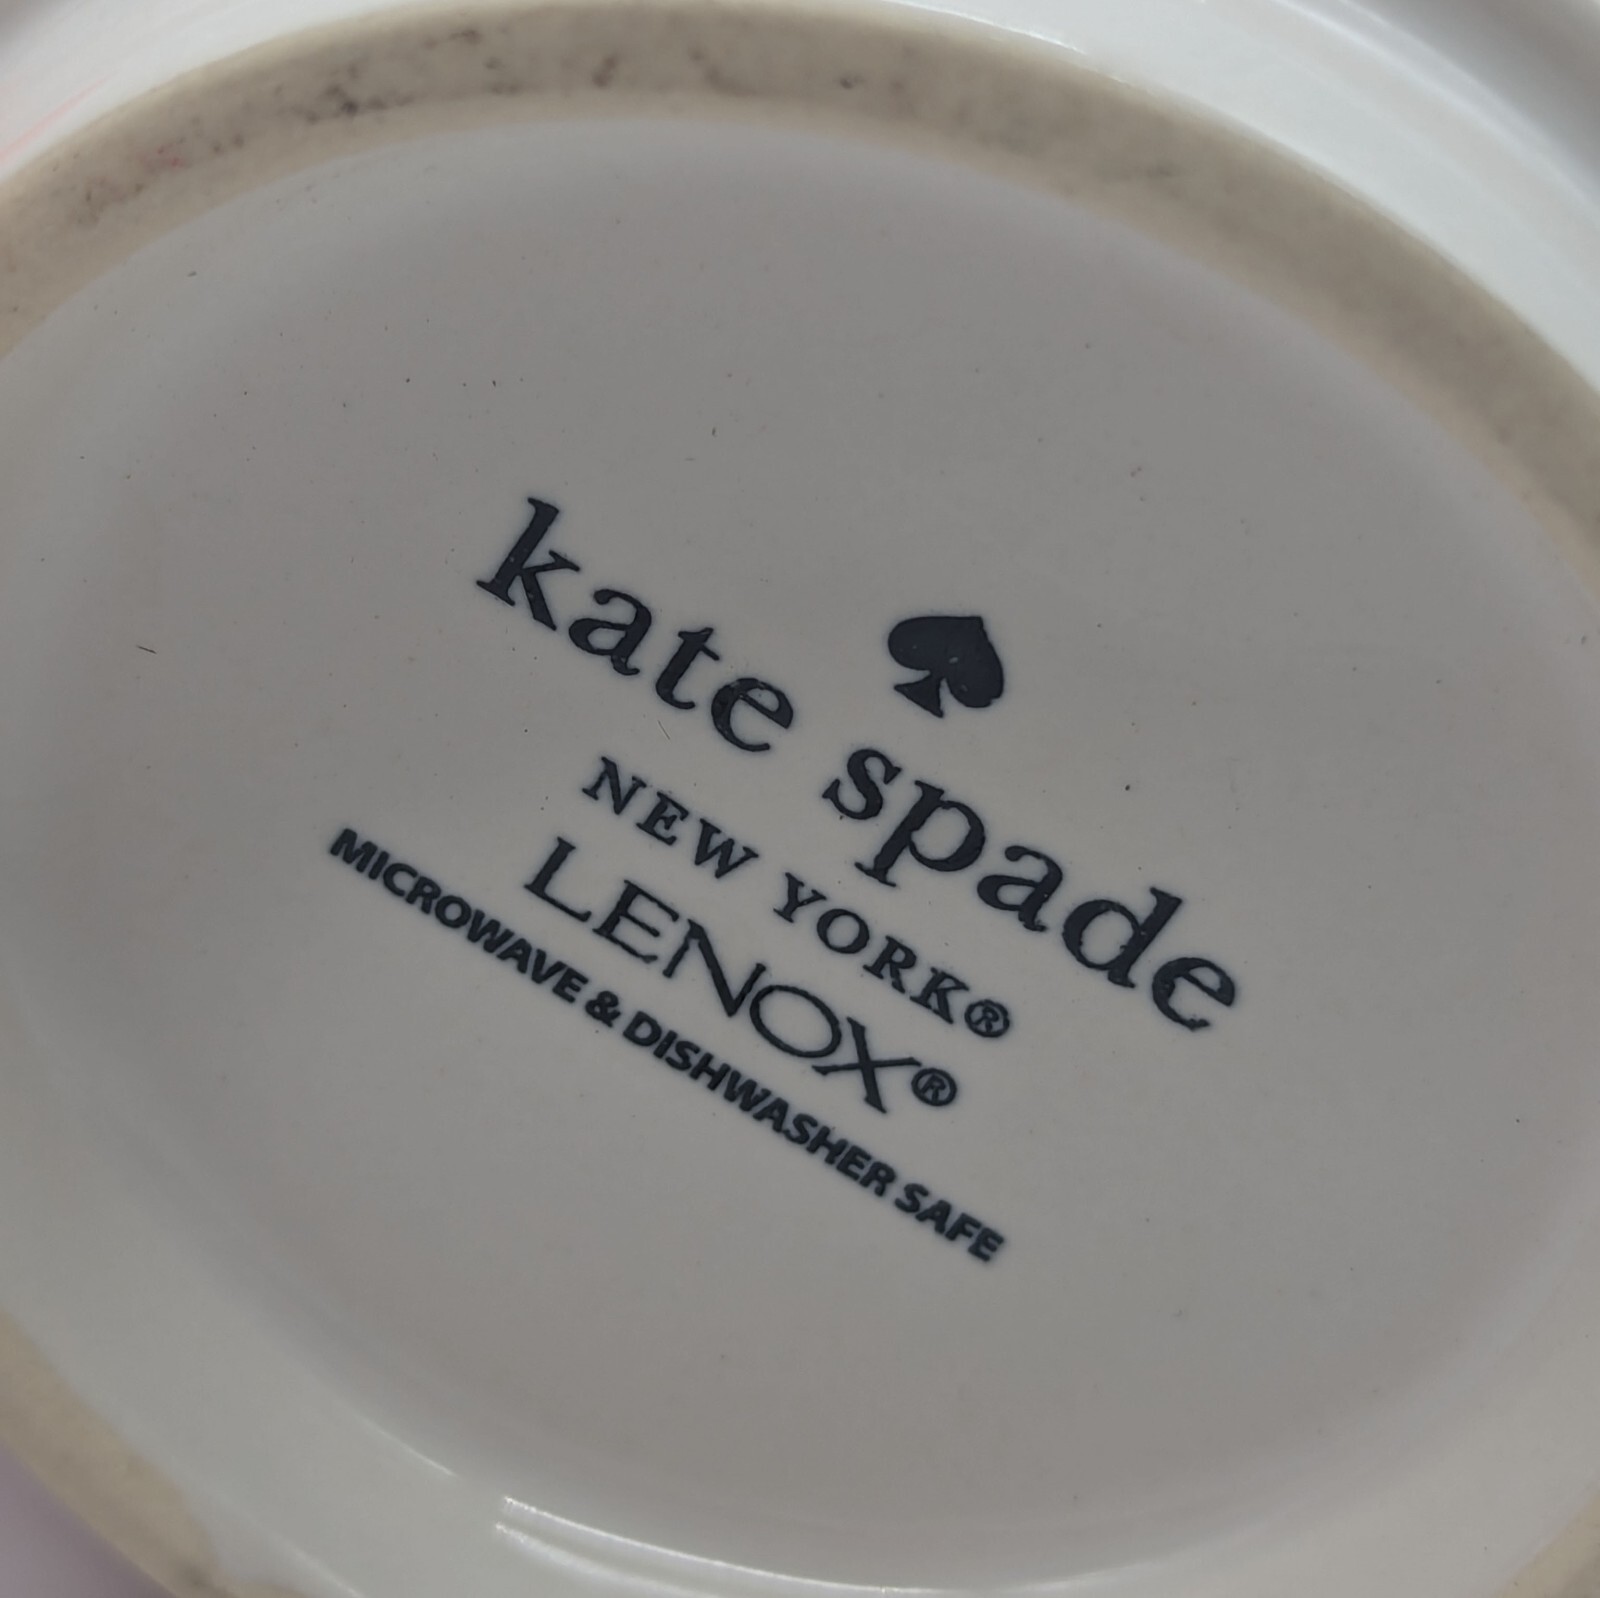 kate spade
NEW YORK®
LENOX®
MICROWAVE & DISHWASHER SAFE